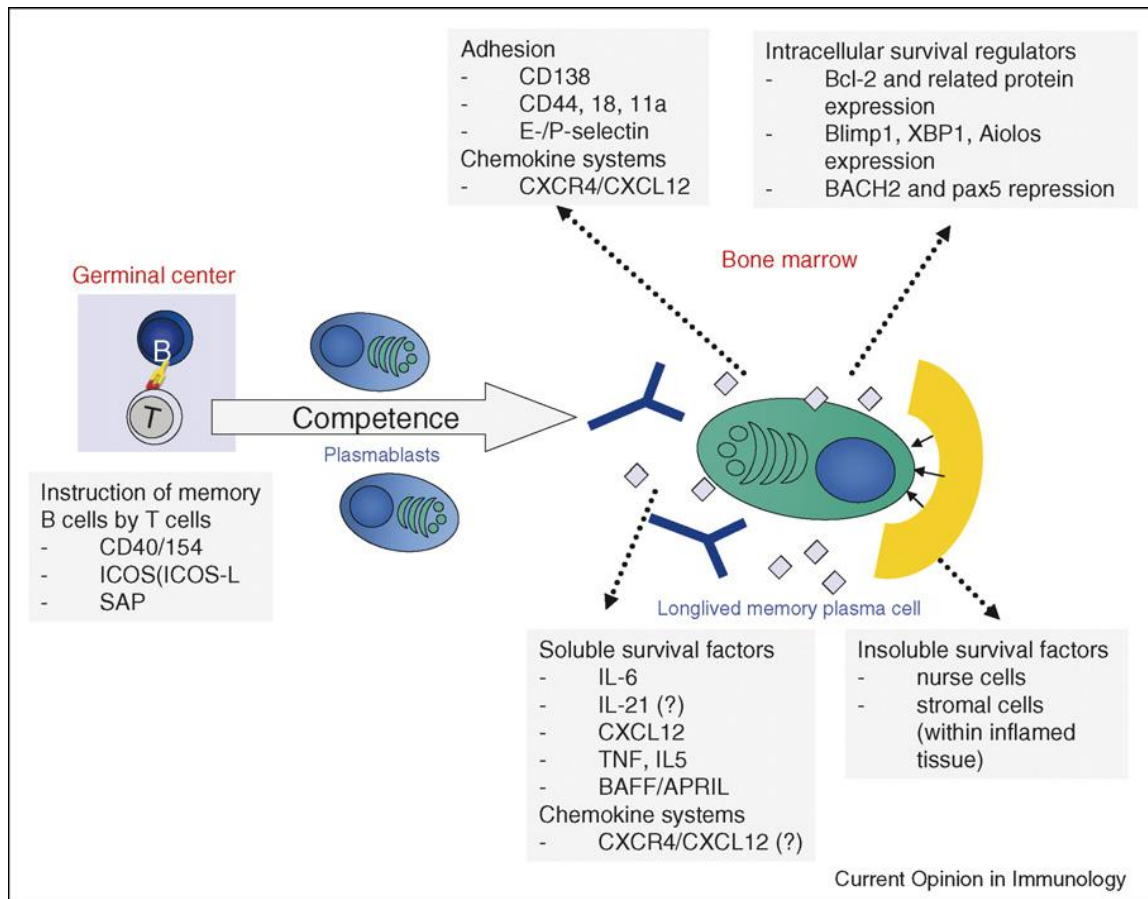 Adhesion
- CD138
- CD44, 18, 11a
- E-/P-selectin
Chemokine systems
- CXCR4/CXCL12
Intracellular survival regulators
- Bcl-2 and related protein
expression
- Blimp1, XBP1, Aiolos
expression
- BACH2 and pax5 repression
Bone marrow
Germinal center
B
T
Competence
Plasmablasts
Instruction of memory
B cells by T cells
- CD40/154
- ICOS(ICOS-L
- SAP
Longlived memory plasma cell
Soluble survival factors
- IL-6
- IL-21 (?)
- CXCL12
- TNF, IL5
- BAFF/APRIL
Chemokine systems
- CXCR4/CXCL12 (?)
Insoluble survival factors
- nurse cells
- stromal cells
(within inflamed
tissue)
Current Opinion in Immunology